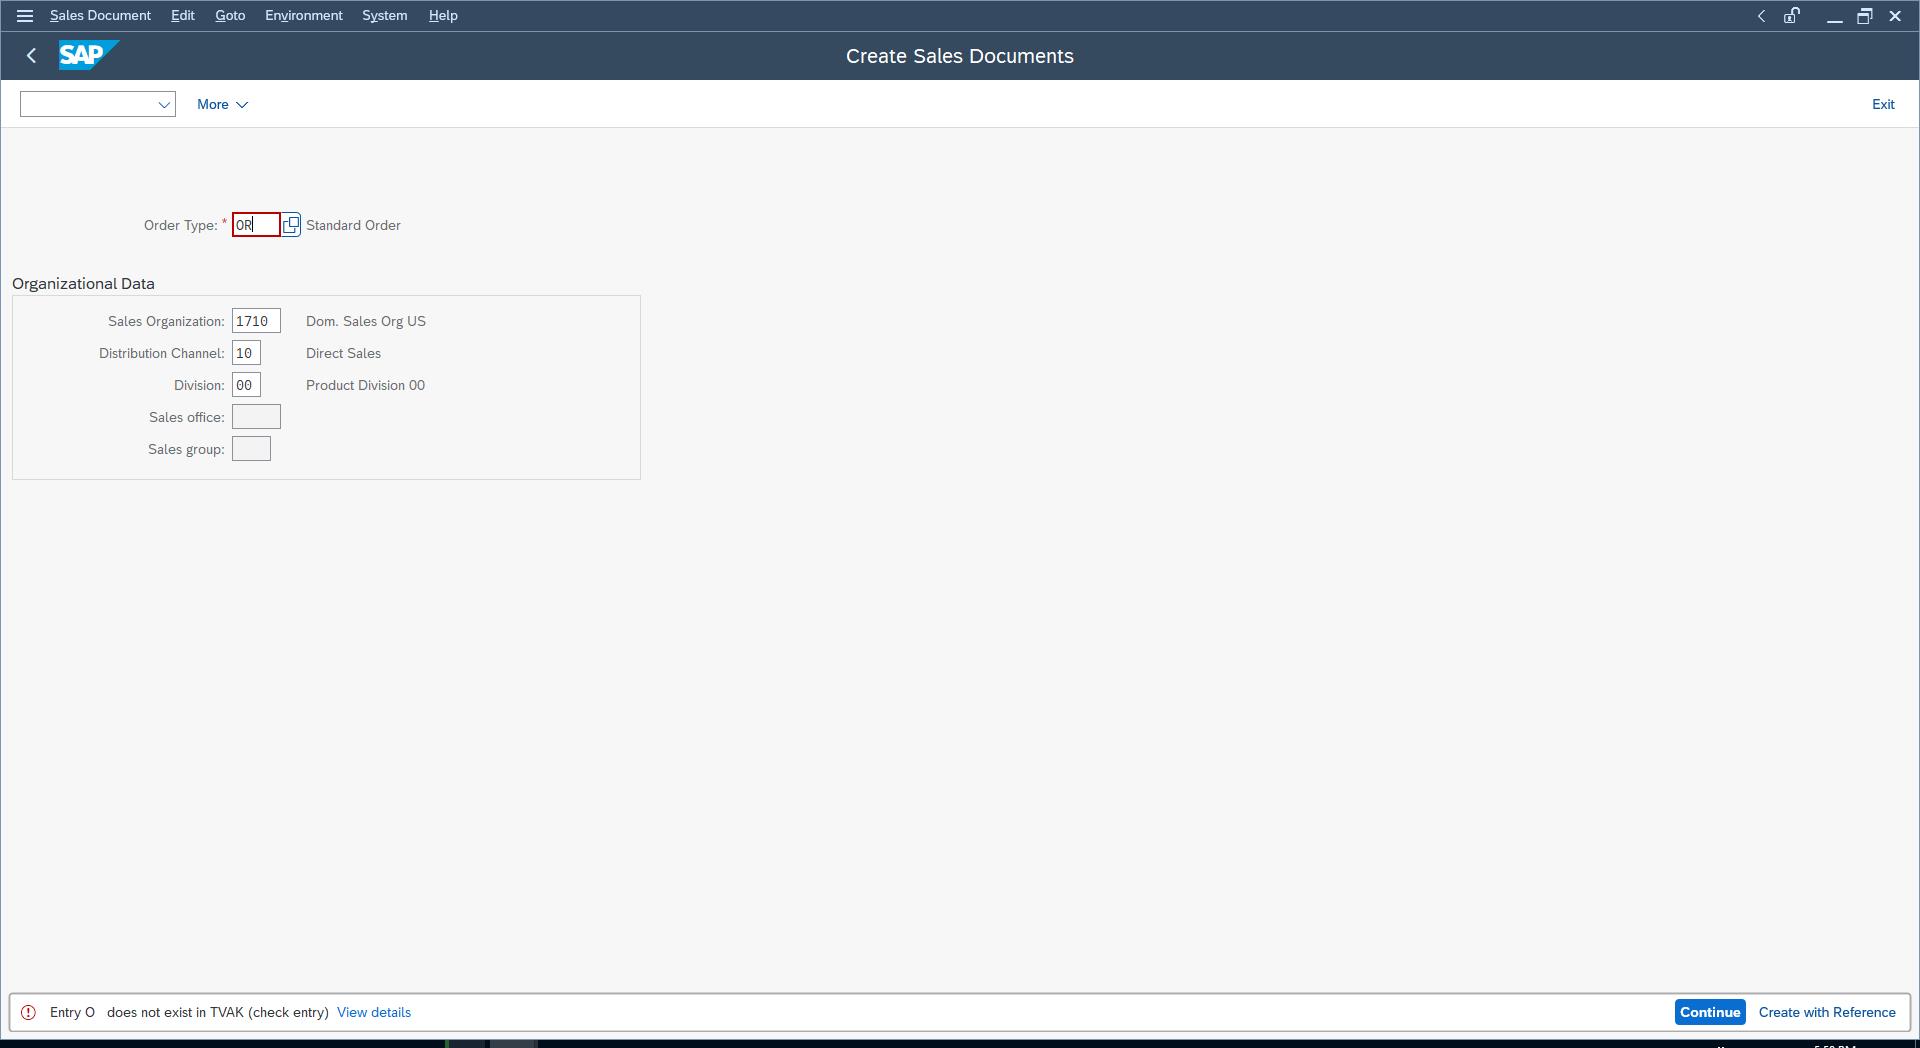 Sales Document Edit Goto Environment System Help
SAP Create Sales Documents
More Exit
Order Type: * OR Standard Order
Organizational Data
Sales Organization: 1710 Dom. Sales Org US
Distribution Channel: 10 Direct Sales
Division: 00 Product Division 00
Sales office:
Sales group:
Entry O does not exist in TVAK (check entry) View details Continue Create with Reference